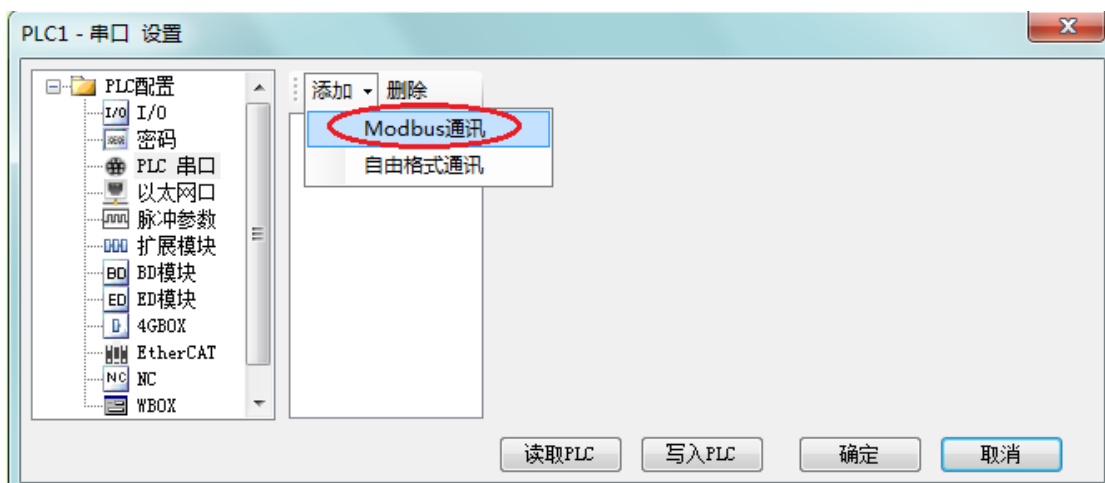 PLC1 - 串口 设置
X
PLC配置
I/O I/O
密码
PLC 串口
以太网口
脉冲参数
扩展模块
BD BD模块
ED ED模块
4GBOX
EtherCAT
NC NC
WBOX
添加 删除
Modbus通讯
自由格式通讯
读取PLC 写入PLC 确定 取消